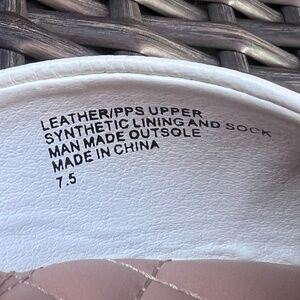 LEATHER/PPS UPPER
SYNTHETIC LINING AND SOCK
MAN MADE OUTSOLE
MADE IN CHINA
7.5